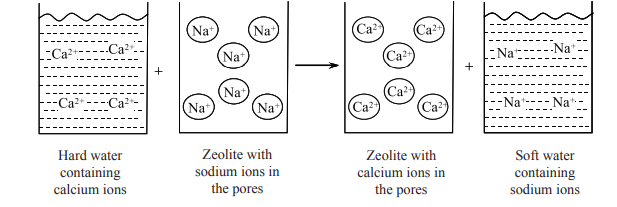 Ca²⁺ Ca²⁺
Ca²⁺ Ca²⁺
+
Na⁺ Na⁺
Na⁺
Na⁺
Na⁺ Na⁺
Ca²⁺ Ca²⁺
Ca²⁺
Ca²⁺
Ca²⁺ Ca²⁺
+
Na⁺ Na⁺
Na⁺ Na⁺
Hard water
containing
calcium ions
Zeolite with
sodium ions in
the pores
Zeolite with
calcium ions in
the pores
Soft water
containing
sodium ions